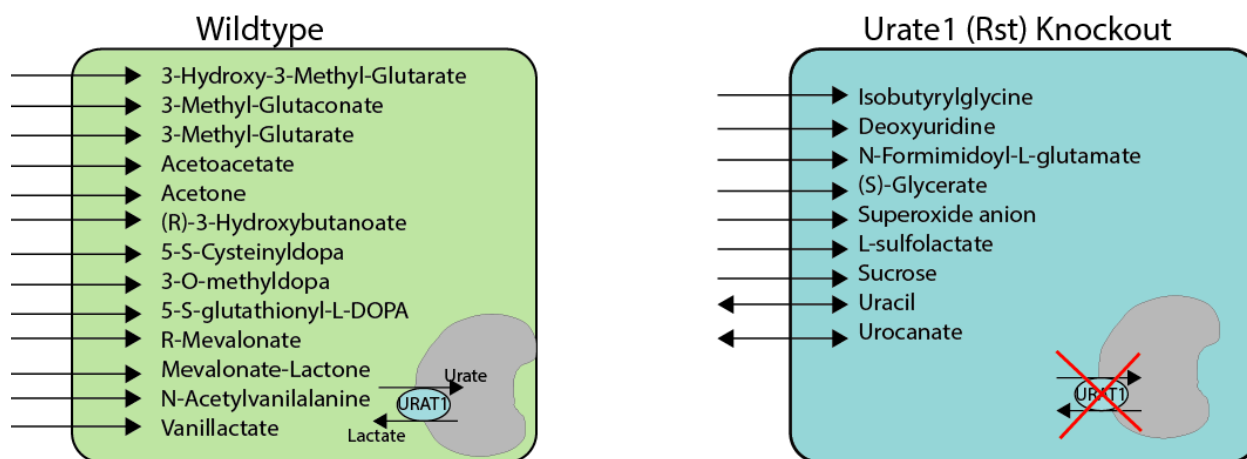 Wildtype
3-Hydroxy-3-Methyl-Glutarate
3-Methyl-Glutaconate
3-Methyl-Glutarate
Acetoacetate
Acetone
(R)-3-Hydroxybutanoate
5-S-Cysteinyldopa
3-O-methyldopa
5-S-glutathionyl-L-DOPA
R-Mevalonate
Mevalonate-Lactone
N-Acetylvanilalanine
Vanillactate
Urate
URAT1
Lactate
Urate1 (Rst) Knockout
Isobutyrylglycine
Deoxyuridine
N-Formimidoyl-L-glutamate
(S)-Glycerate
Superoxide anion
L-sulfolactate
Sucrose
Uracil
Urocanate
URAT1